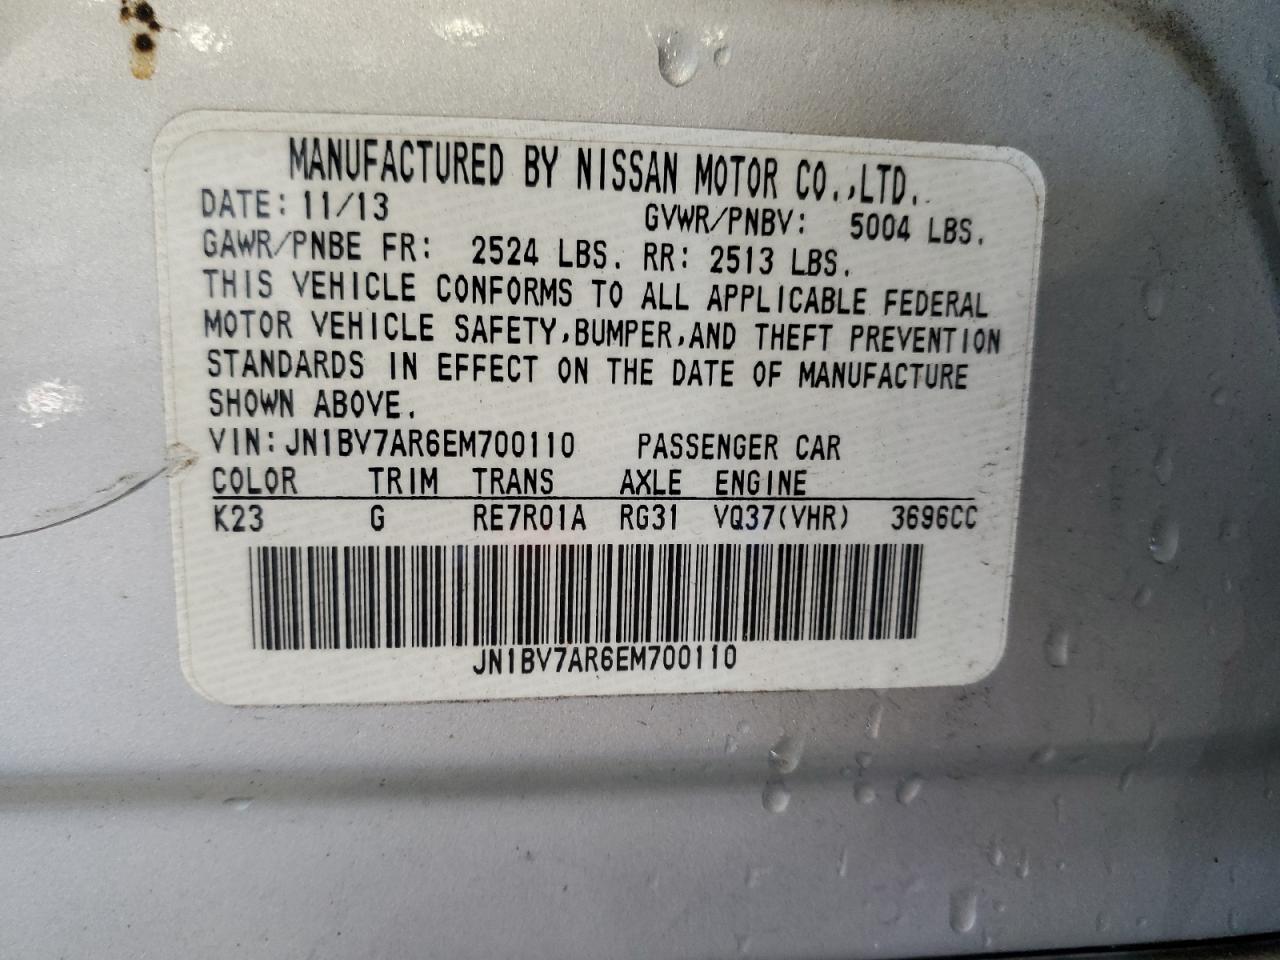 MANUFACTURED BY NISSAN MOTOR CO.,LTD.
DATE: 11/13 GVWR/PNBV: 5004 LBS.
GAWR/PNBE FR: 2524 LBS. RR: 2513 LBS.
THIS VEHICLE CONFORMS TO ALL APPLICABLE FEDERAL
MOTOR VEHICLE SAFETY,BUMPER,AND THEFT PREVENTION
STANDARDS IN EFFECT ON THE DATE OF MANUFACTURE
SHOWN ABOVE.
VIN: JN1BV7AR6EM700110 PASSENGER CAR
COLOR TRIM TRANS AXLE ENGINE
K23 G RE7R01A RG31 VQ37(VHR) 3696CC
JN1BV7AR6EM700110